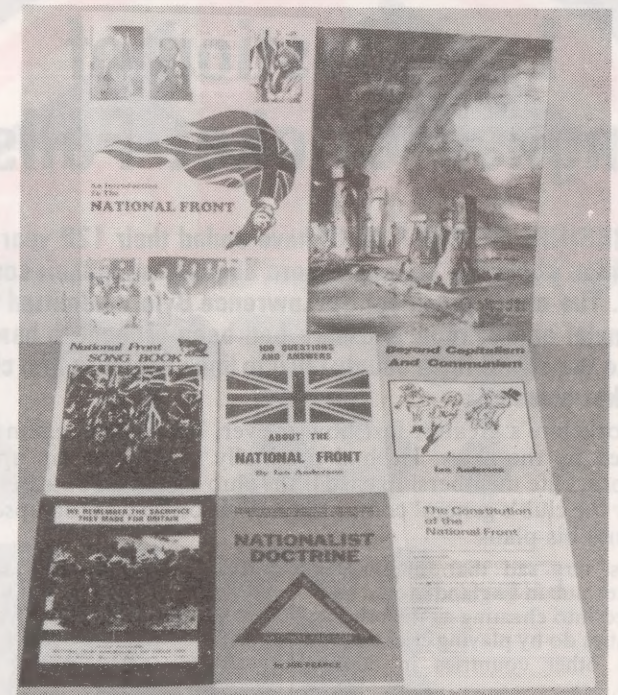 An Introduction
To The
NATIONAL FRONT
National Front
SONG BOOK
100 QUESTIONS
AND ANSWERS
ABOUT THE
NATIONAL FRONT
By Ian Anderson
Beyond Capitalism
And Communism
Ian Anderson
WE REMEMBER THE SACRIFICE
THEY MADE FOR BRITAIN
NATIONALIST
DOCTRINE
by JOE PEARCE
The Constitution
of the
National Front